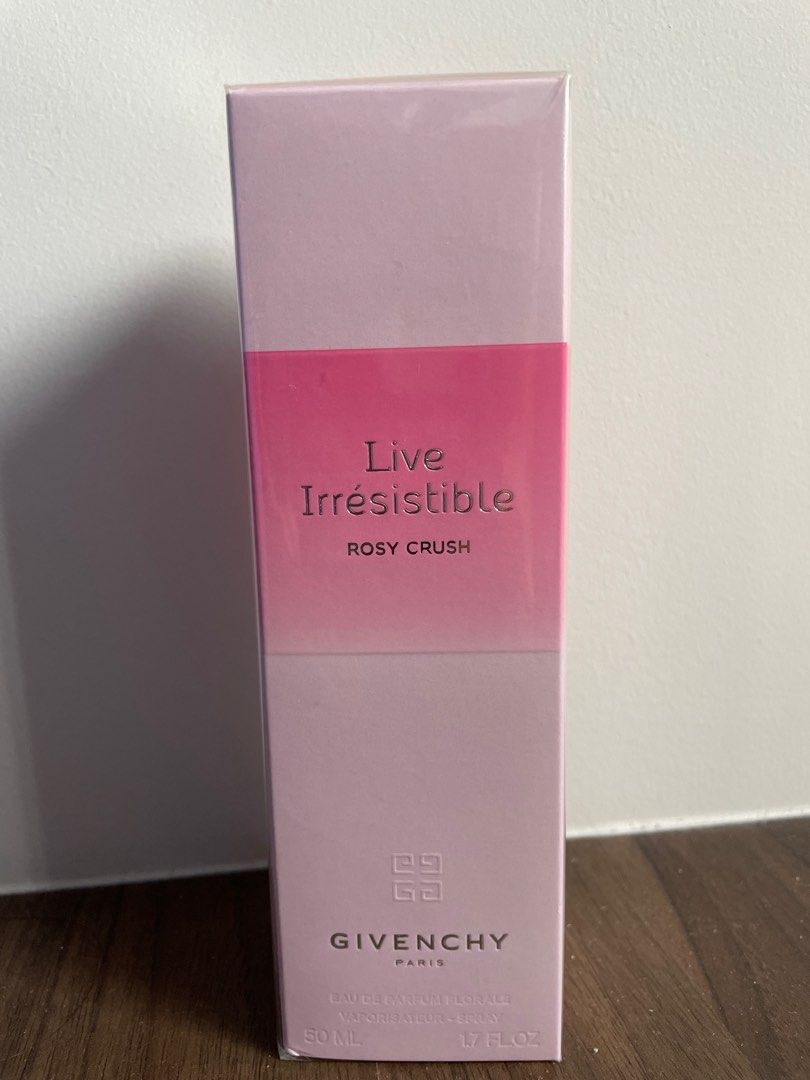 Live
Irrésistible
ROSY CRUSH
GIVENCHY
PARIS
EAU DE PARFUM FLORALE
VAPORISATEUR - SPRAY
50 ML 1.7 FL.OZ